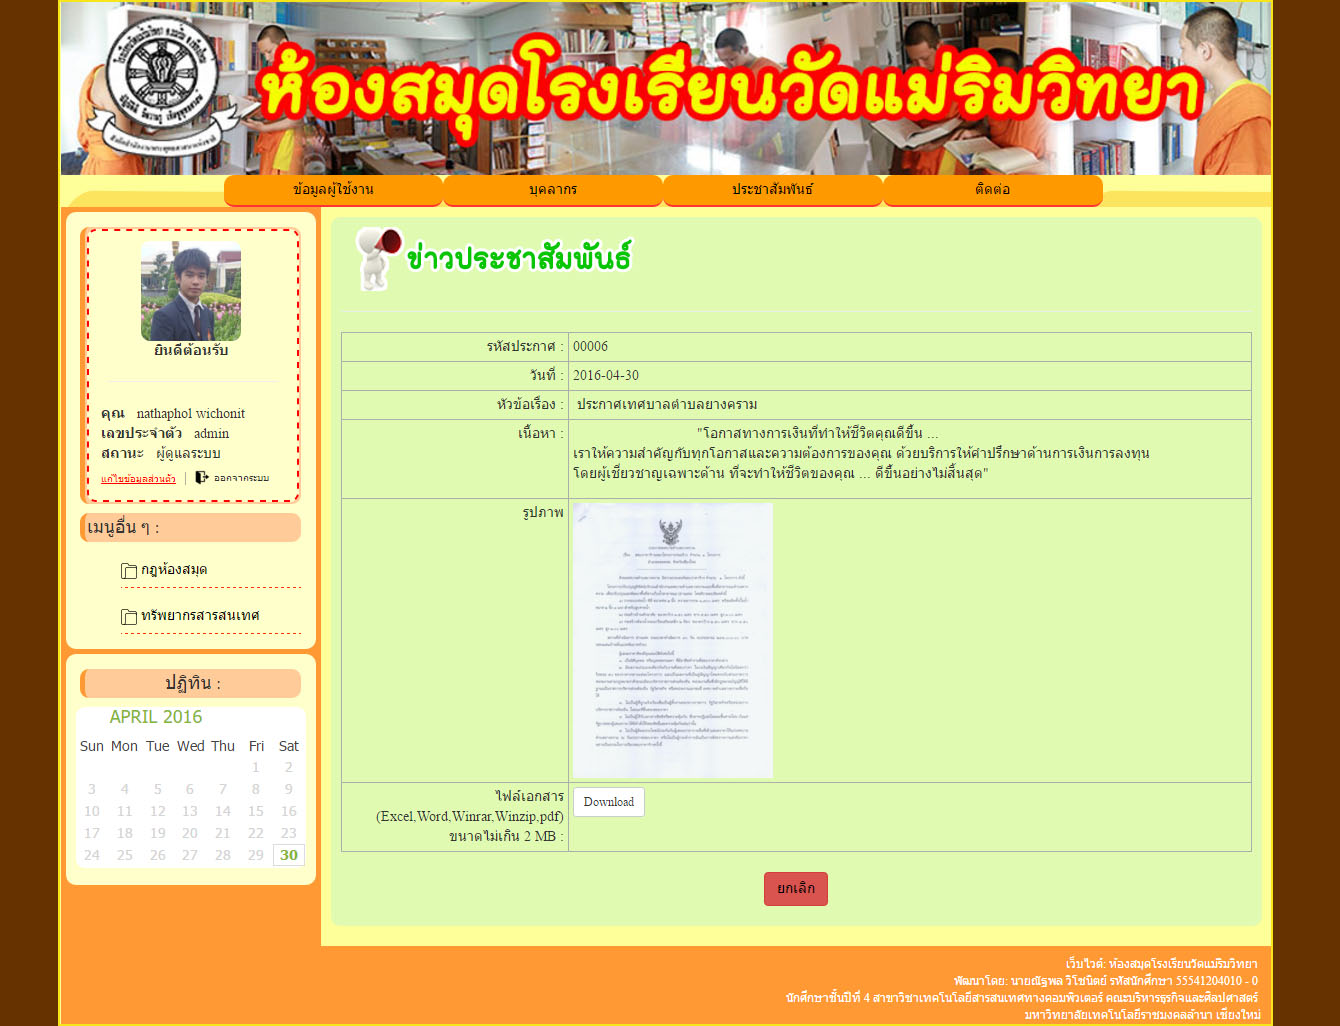 ห้องสมุดโรงเรียนวัดแม่ริมวิทยา
ข้อมูลผู้ใช้งาน
บุคลากร
ประชาสัมพันธ์
ติดต่อ
ยินดีต้อนรับ
คุณ nathaphol wichonit
เลขประจำตัว admin
สถานะ ผู้ดูแลระบบ
แก้ไขข้อมูลส่วนตัว | ออกจากระบบ
เมนูอื่น ๆ :
กฎห้องสมุด
ทรัพยากรสารสนเทศ
ปฏิทิน :
APRIL 2016
Sun Mon Tue Wed Thu Fri Sat
1 2
3 4 5 6 7 8 9
10 11 12 13 14 15 16
17 18 19 20 21 22 23
24 25 26 27 28 29 30
ข่าวประชาสัมพันธ์
รหัสประกาศ : 00006
วันที่ : 2016-04-30
หัวข้อเรื่อง : ประกาศเทศบาลตำบลยางคราม
เนื้อหา : "โอกาสทางการเงินที่ทำให้ชีวิตคุณดีขึ้น ...
เราให้ความสำคัญกับทุกโอกาสและความต้องการของคุณ ด้วยบริการให้คำปรึกษาด้านการเงินการลงทุน
โดยผู้เชี่ยวชาญเฉพาะด้าน ที่จะทำให้ชีวิตของคุณ ... ดีขึ้นอย่างไม่สิ้นสุด"
รูปภาพ
ไฟล์เอกสาร
(Excel,Word,Winrar,Winzip,pdf)
ขนาดไม่เกิน 2 MB :
Download
ยกเลิก
เว็บไวต์: ห้องสมุดโรงเรียนวัดแม่ริมวิทยา
พัฒนาโดย: นายณัฐพล วิโชนิตย์ รหัสนักศึกษา 55541204010 - 0
นักศึกษาชั้นปีที่ 4 สาขาวิชาเทคโนโลยีสารสนเทศทางคอมพิวเตอร์ คณะบริหารธุรกิจและศิลปศาสตร์
มหาวิทยาลัยเทคโนโลยีราชมงคลล้านา เชียงใหม่